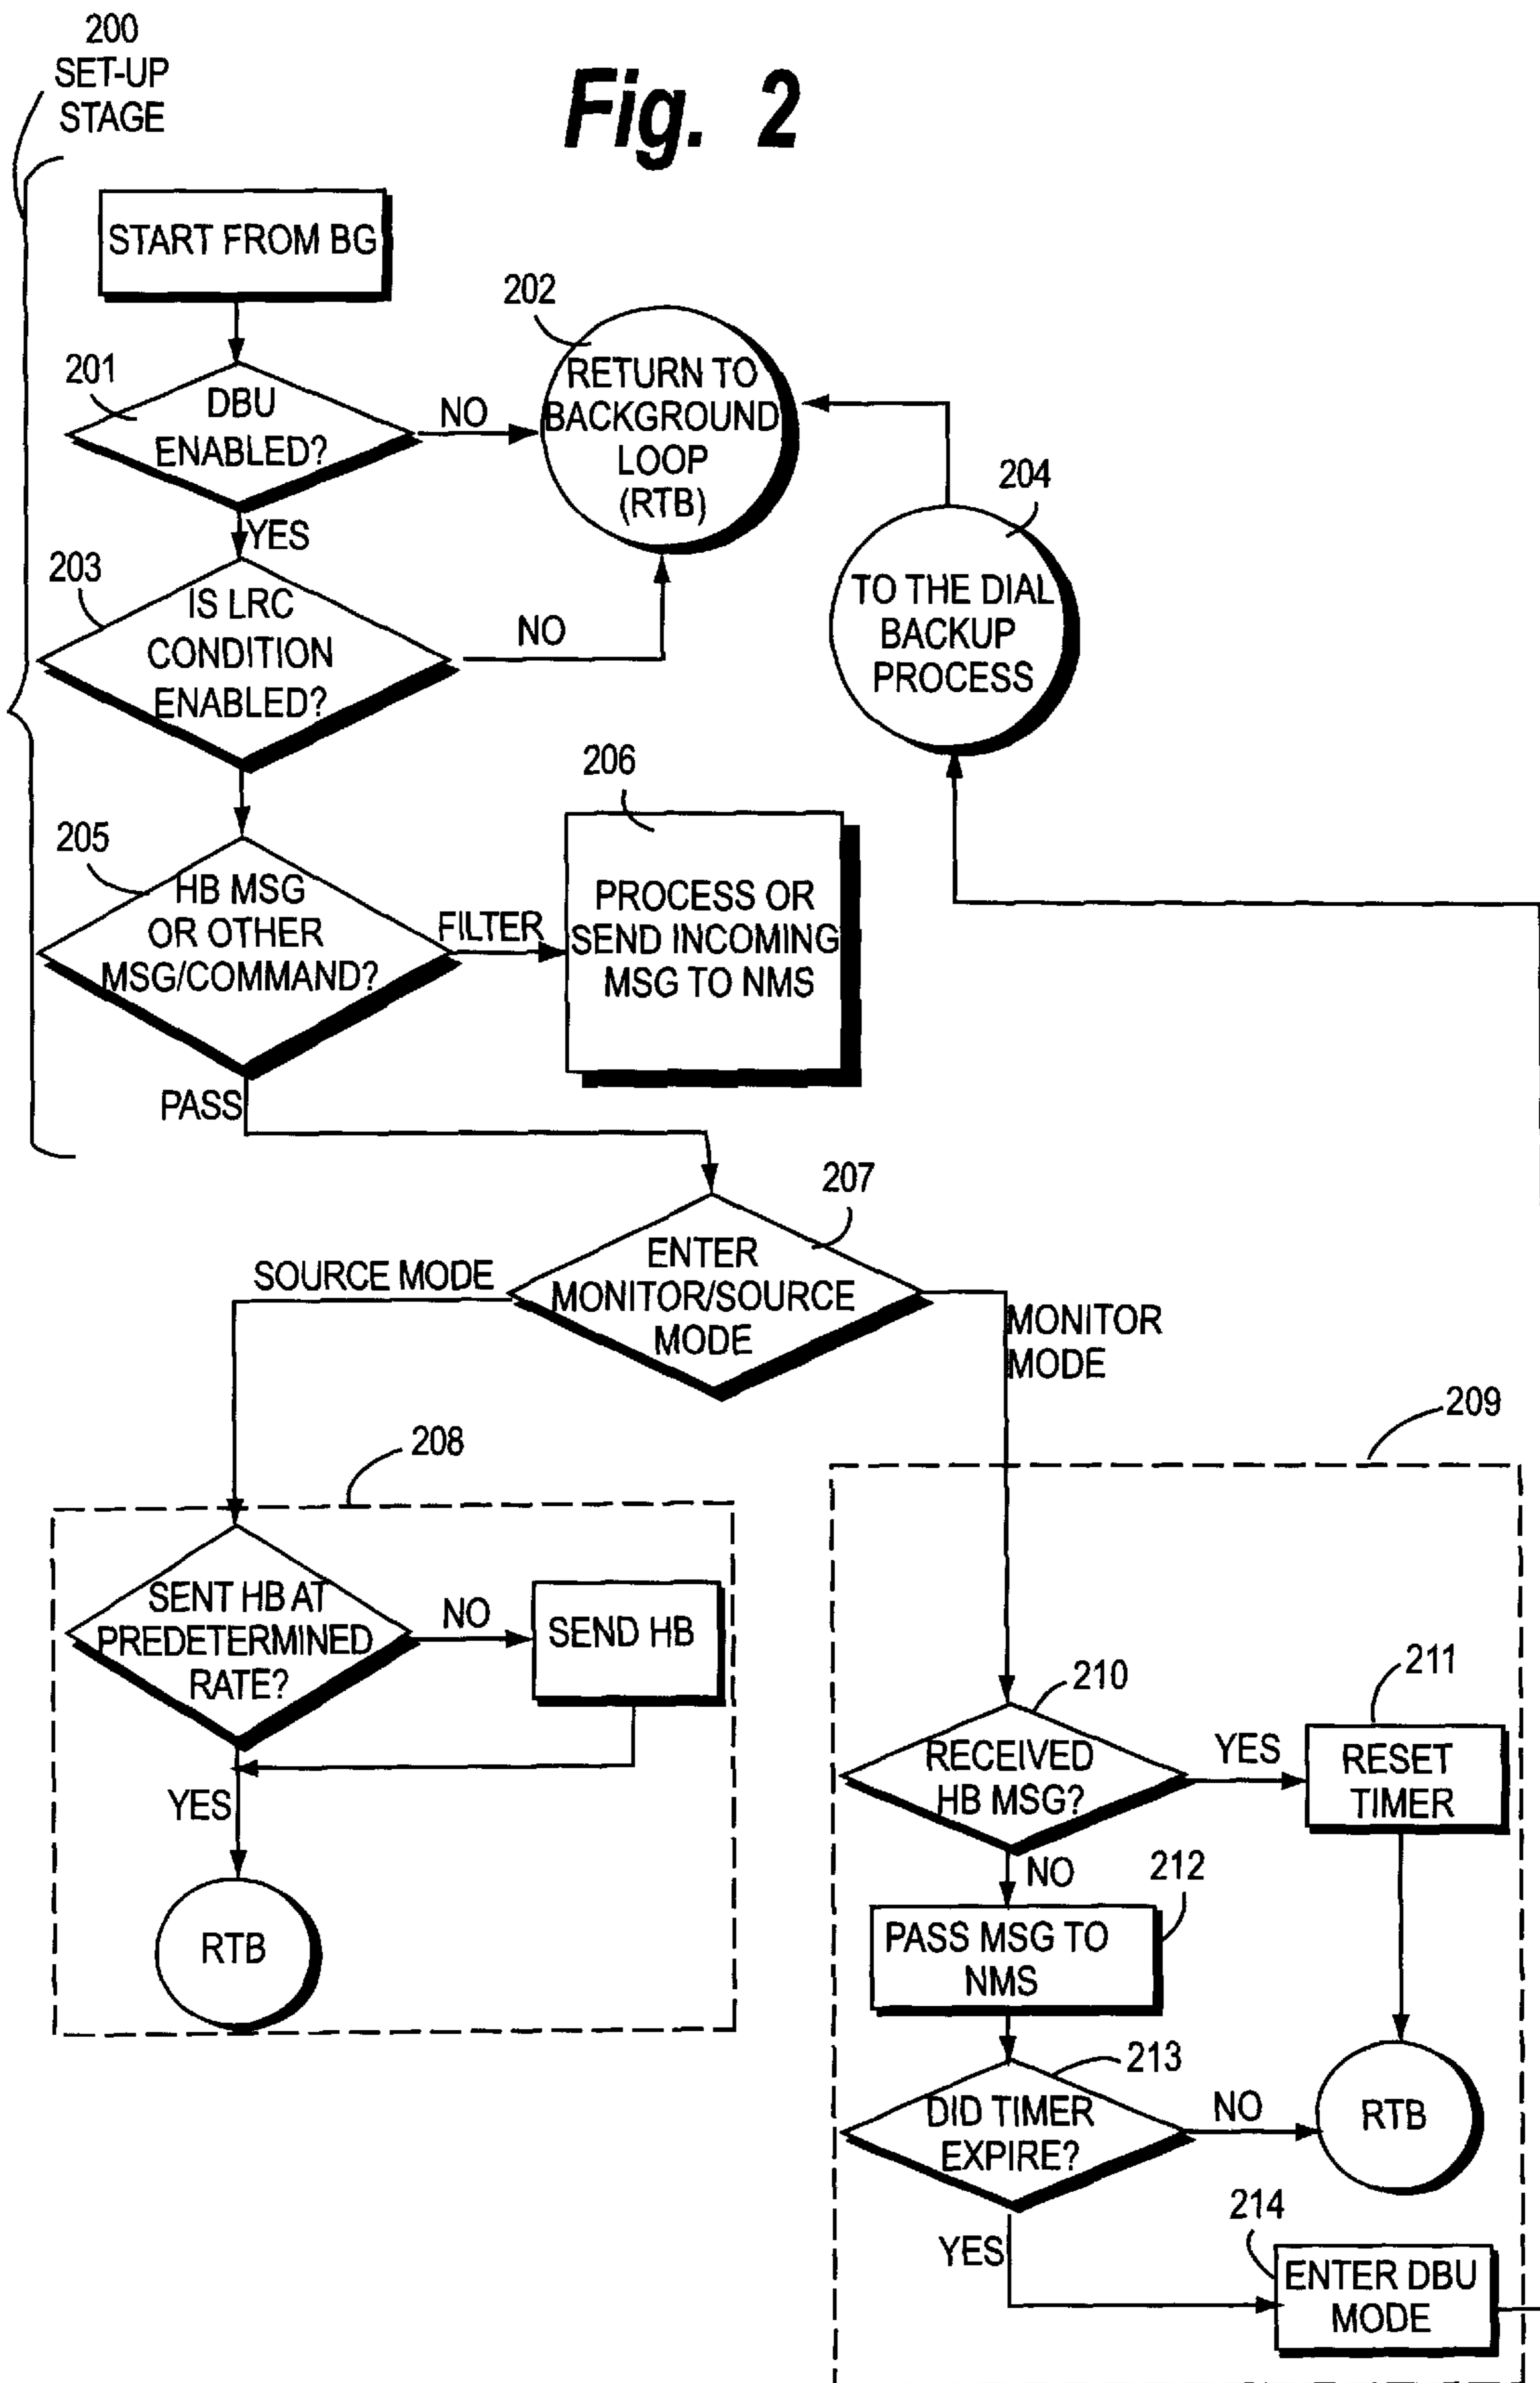 200
SET-UP
STAGE
Fig. 2
START FROM BG
201
DBU
ENABLED?
NO
202
RETURN TO
BACKGROUND
LOOP
(RTB)
YES
203
IS LRC
CONDITION
ENABLED?
NO
204
TO THE DIAL
BACKUP
PROCESS
205
HB MSG
OR OTHER
MSG/COMMAND?
FILTER
206
PROCESS OR
SEND INCOMING
MSG TO NMS
PASS
207
ENTER
MONITOR/SOURCE
MODE
SOURCE MODE
MONITOR
MODE
208
SENT HB AT
PREDETERMINED
RATE?
NO
SEND HB
YES
RTB
209
210
RECEIVED
HB MSG?
YES
211
RESET
TIMER
NO
212
PASS MSG TO
NMS
213
DID TIMER
EXPIRE?
NO
RTB
YES
214
ENTER DBU
MODE